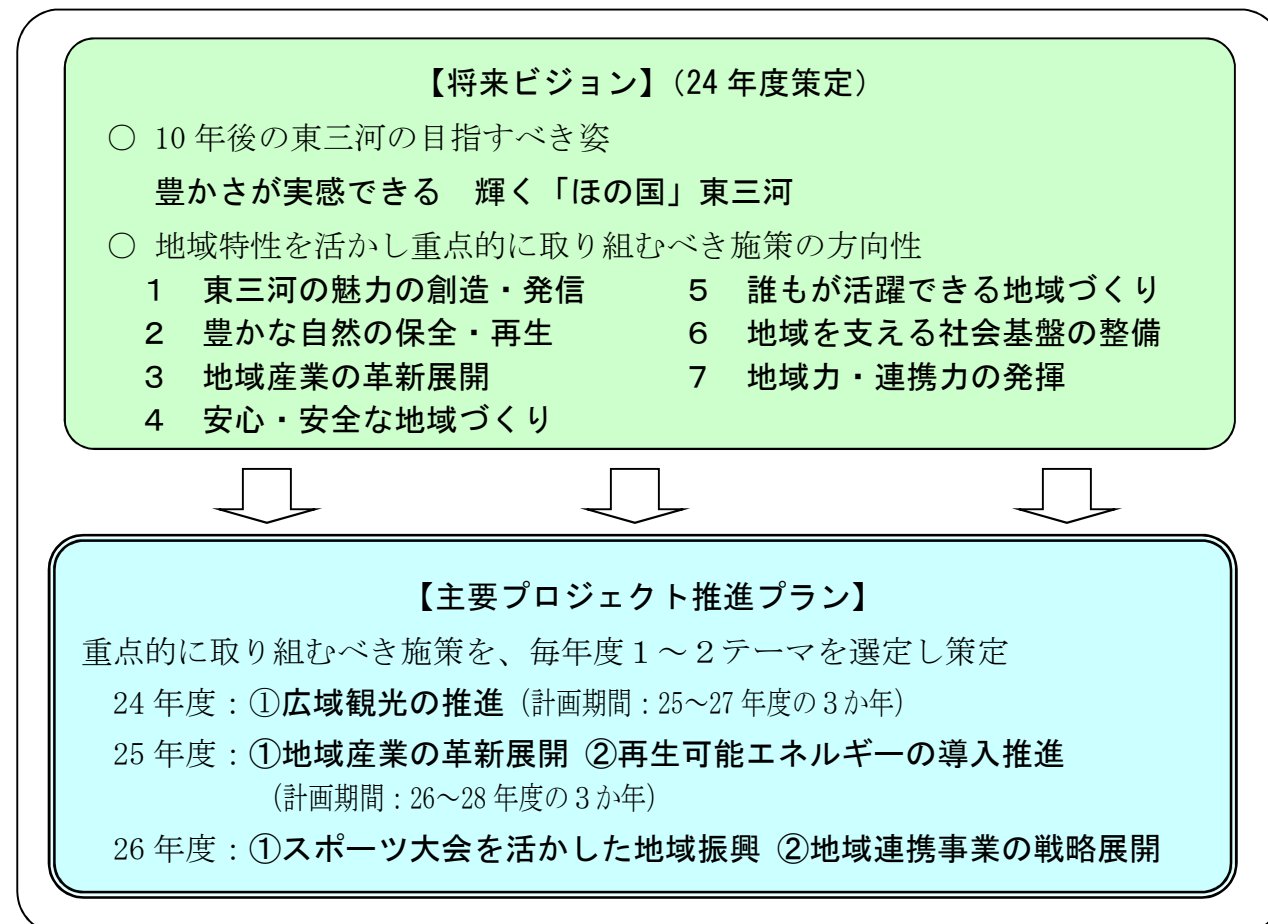 【将来ビジョン】（24 年度策定）
○ 10 年後の東三河の目指すべき姿
豊かさが実感できる　輝く「ほの国」東三河
○ 地域特性を活かし重点的に取り組むべき施策の方向性
１　東三河の魅力の創造・発信　　　５　誰もが活躍できる地域づくり
２　豊かな自然の保全・再生　　　　６　地域を支える社会基盤の整備
３　地域産業の革新展開　　　　　　７　地域力・連携力の発揮
４　安心・安全な地域づくり
【主要プロジェクト推進プラン】
重点的に取り組むべき施策を、毎年度１～２テーマを選定し策定
24 年度：①広域観光の推進（計画期間：25～27 年度の３か年）
25 年度：①地域産業の革新展開 ②再生可能エネルギーの導入推進
（計画期間：26～28 年度の３か年）
26 年度：①スポーツ大会を活かした地域振興 ②地域連携事業の戦略展開